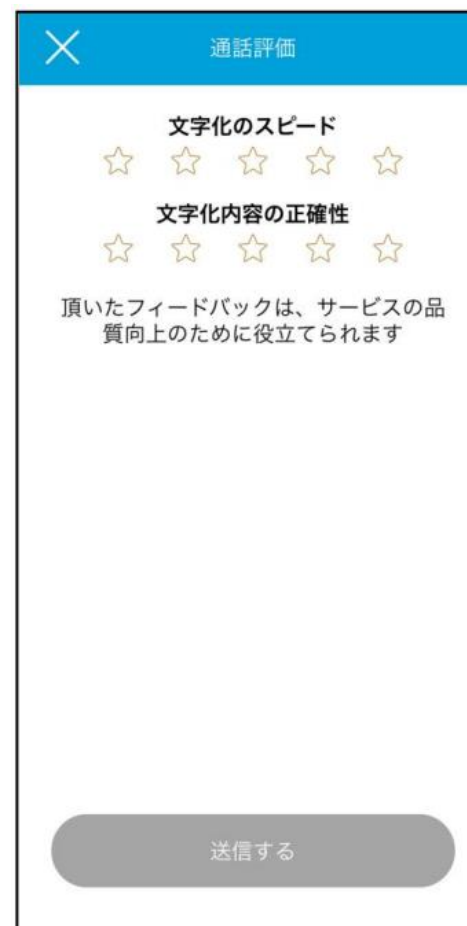 通話評価
文字化のスピード
文字化内容の正確性
頂いたフィードバックは、サービスの品
質向上のために役立てられます
送信する